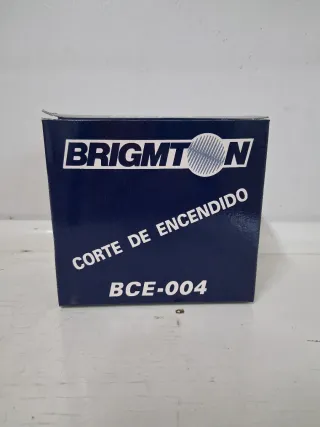 BRIGMTON
CORTE DE ENCENDIDO
BCE-004